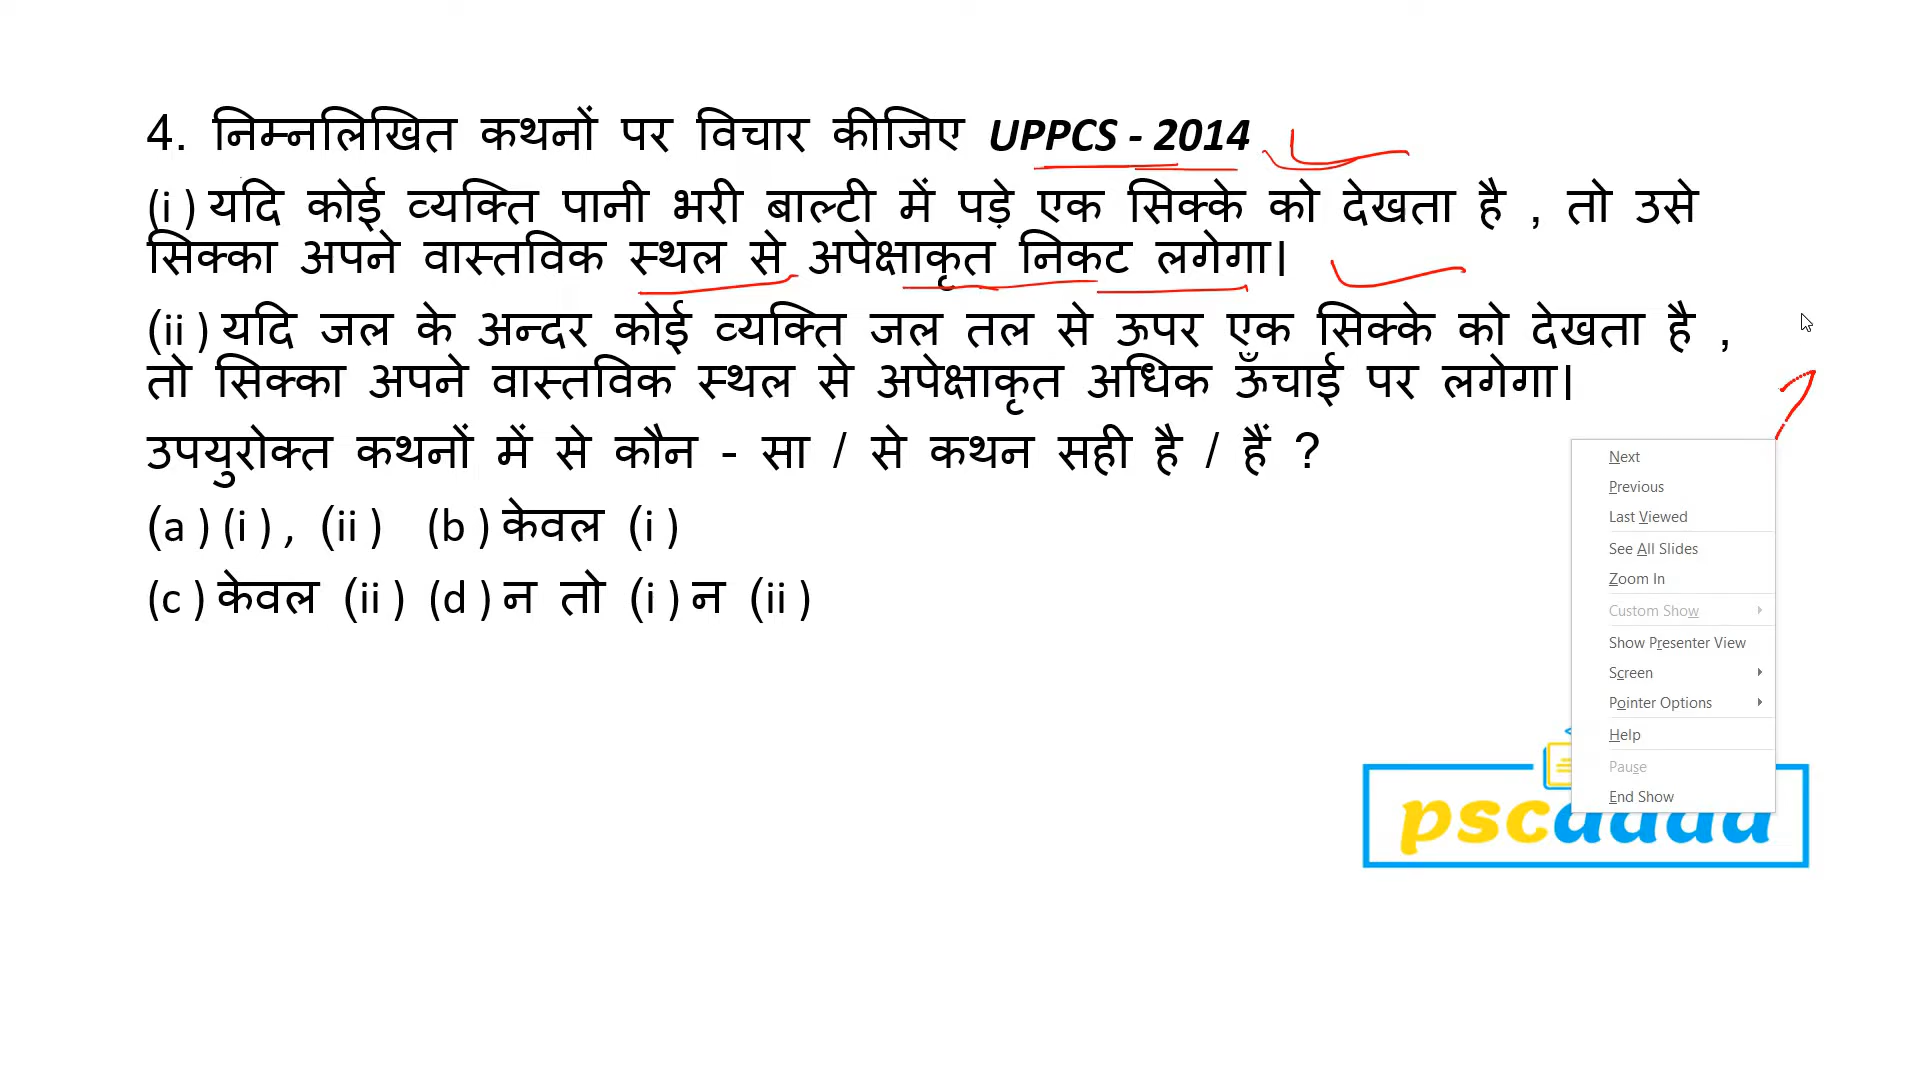 4. निम्नलिखित कथनों पर विचार कीजिए UPPCS - 2014
(i ) यदि कोई व्यक्ति पानी भरी बाल्टी में पड़े एक सिक्के को देखता है , तो उसे
सिक्का अपने वास्तविक स्थल से अपेक्षाकृत निकट लगेगा।
(ii ) यदि जल के अन्दर कोई व्यक्ति जल तल से ऊपर एक सिक्के को देखता है ,
तो सिक्का अपने वास्तविक स्थल से अपेक्षाकृत अधिक ऊँचाई पर लगेगा।
उपयुरोक्त कथनों में से कौन - सा / से कथन सही है / हैं ?
(a ) (i ) , (ii ) (b ) केवल (i )
(c ) केवल (ii ) (d ) न तो (i ) न (ii )
Next
Previous
Last Viewed
See All Slides
Zoom In
Custom Show
Show Presenter View
Screen
Pointer Options
Help
Pause
End Show